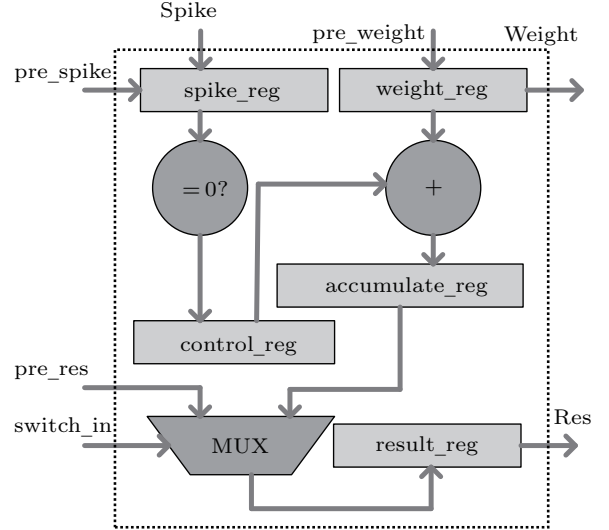 Spike
pre_weight
Weight
pre_spike
spike_reg
weight_reg
= 0?
+
accumulate_reg
control_reg
pre_res
switch_in
MUX
result_reg
Res